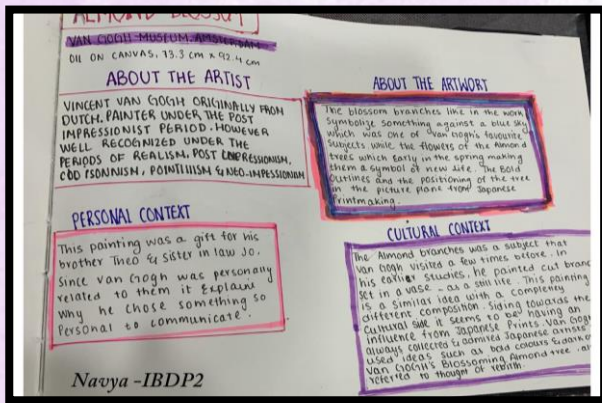 ALMOND BLOSSOM
VAN GOGH MUSEUM, AMSTERDAM
OIL ON CANVAS, 73.3 cm x 92.4 cm
ABOUT THE ARTIST
VINCENT VAN GOGH ORIGINALLY FROM
DUTCH. PAINTER UNDER THE POST
IMPRESSIONIST PERIOD. HOWEVER
WELL RECOGNIZED UNDER THE
PERIODS OF REALISM, POST IMPRESSIONISM,
POINTILLISM & NEO-IMPRESSIONISM
PERSONAL CONTEXT
This painting was a gift for his
brother Theo & sister in law Jo.
Since Van Gogh was personally
related to them it explains
why he chose something so
personal to communicate.
Navya -IBDP2
ABOUT THE ARTWORT
The blossom branches like in the work
symbolize something against a blue sky
which was one of Van Gogh's favourite
subjects while the flowers of the Almond
trees which early in the spring making
them a symbol of new life. The Bold
outlines and the positioning of the tree
in the picture plane from Japanese
Printmaking.
CULTURAL CONTEXT
The Almond branches was a subject that
Van Gogh visited a few times before. In
his earlier studies, he painted cut branc
set in a vase - as a still life. This painting
is a similar idea with a completely
different composition. Siding towards the
Cultural side it seems to be having an
influence from Japanese Prints. Van Gogh
always collected & admired Japanese artists
used ideas such as bold colours & dark o
Van GOGH'S Blossoming Almond tree, al
referred to thought of rebirth.